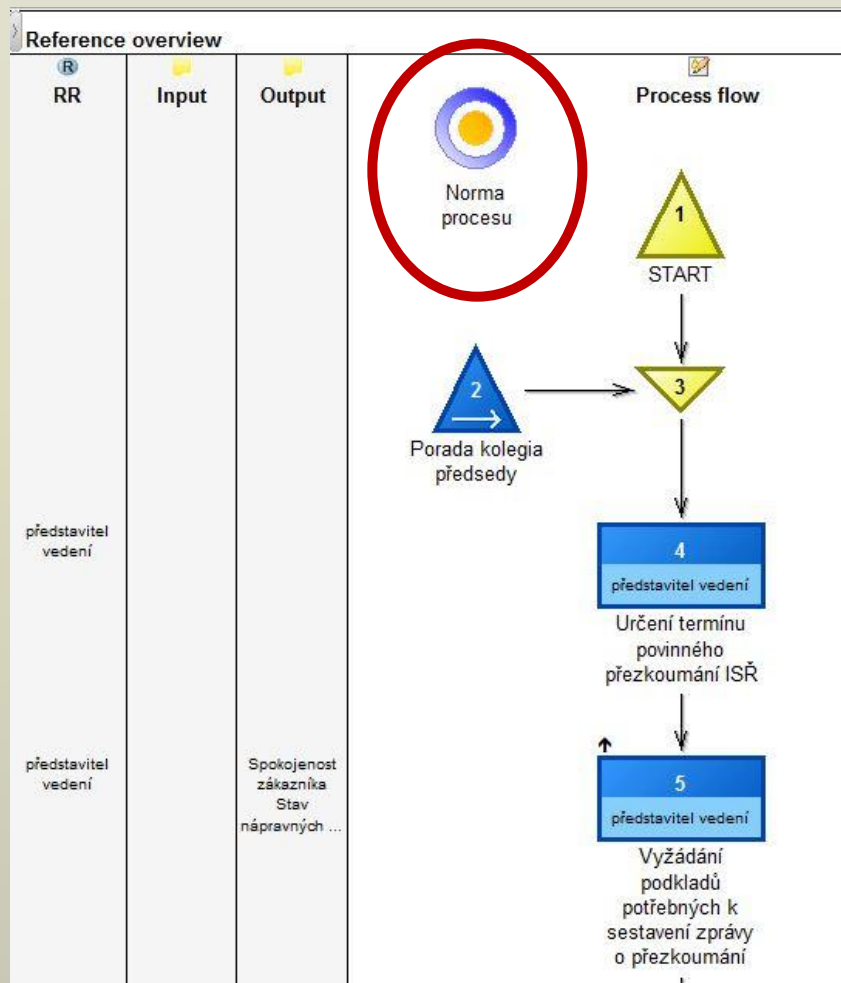 Reference overview
R
RR
Input
Output
Process flow
Norma
procesu
1
START
2
3
Porada kolegia
předsedy
představitel
vedení
4
představitel vedení
Určení termínu
povinného
přezkoumání ISŘ
představitel
vedení
Spokojenost
zákazníka
Stav
nápravných ...
5
představitel vedení
Vyžádání
podkladů
potřebných k
sestavení zprávy
o přezkoumání